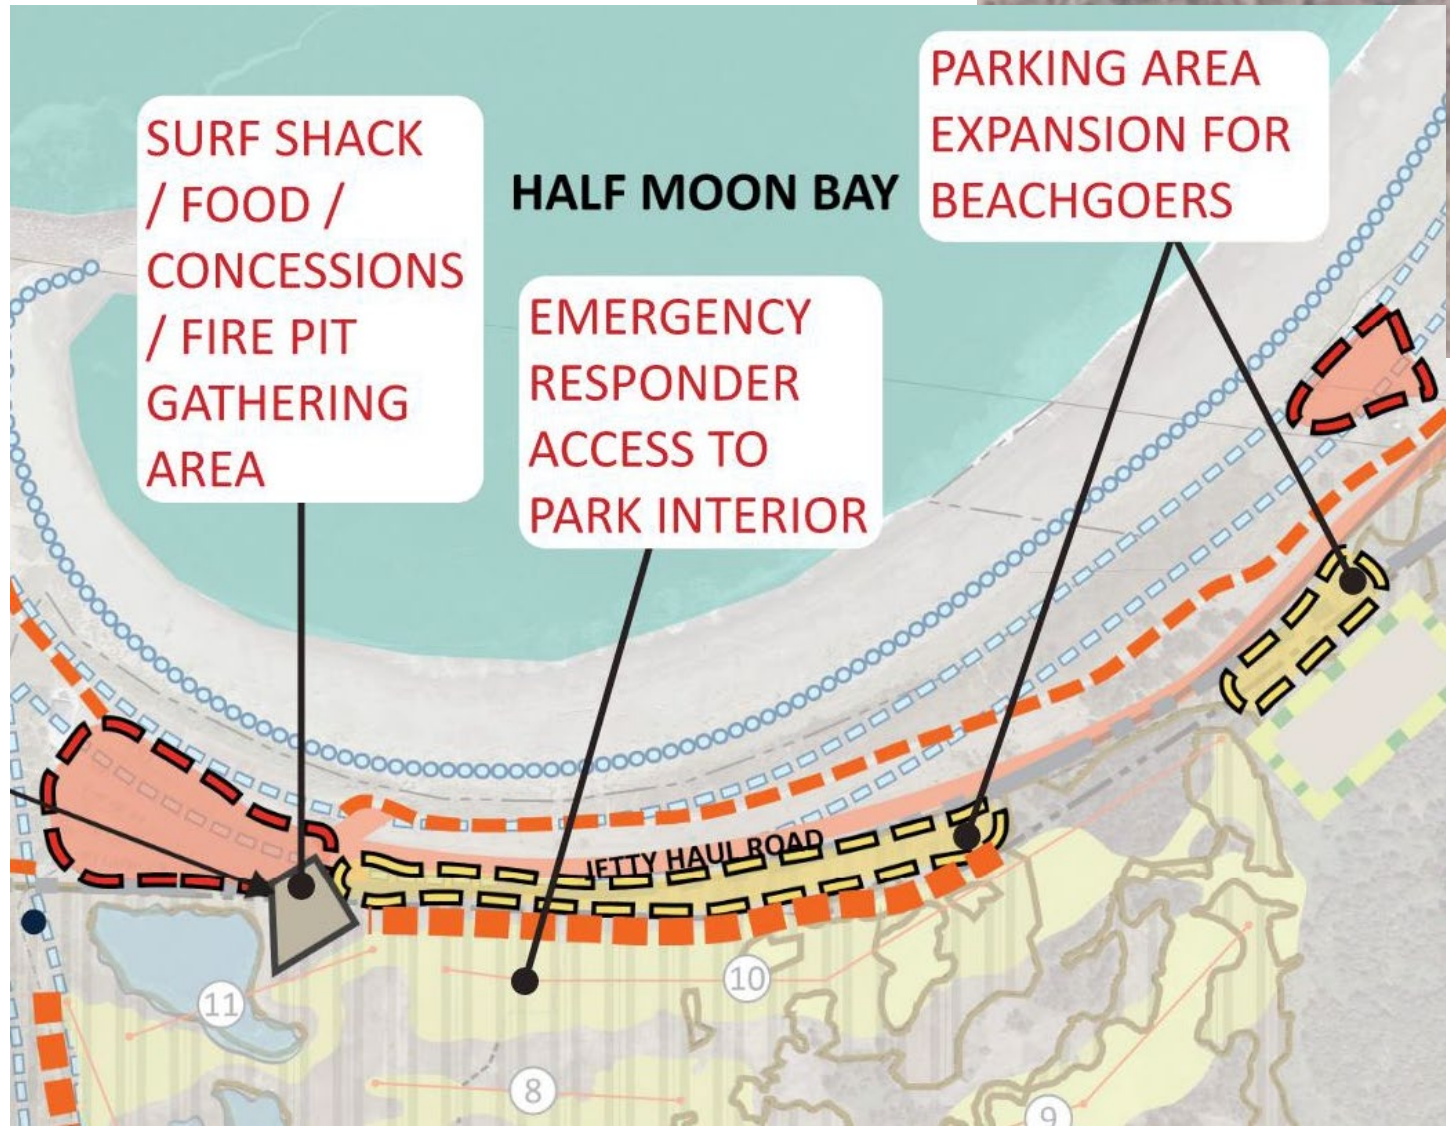 PARKING AREA
EXPANSION FOR
BEACHGOERS
SURF SHACK
/ FOOD /
CONCESSIONS
/ FIRE PIT
GATHERING
AREA
HALF MOON BAY
EMERGENCY
RESPONDER
ACCESS TO
PARK INTERIOR
JETTY HAUL ROAD
10
11
8
9